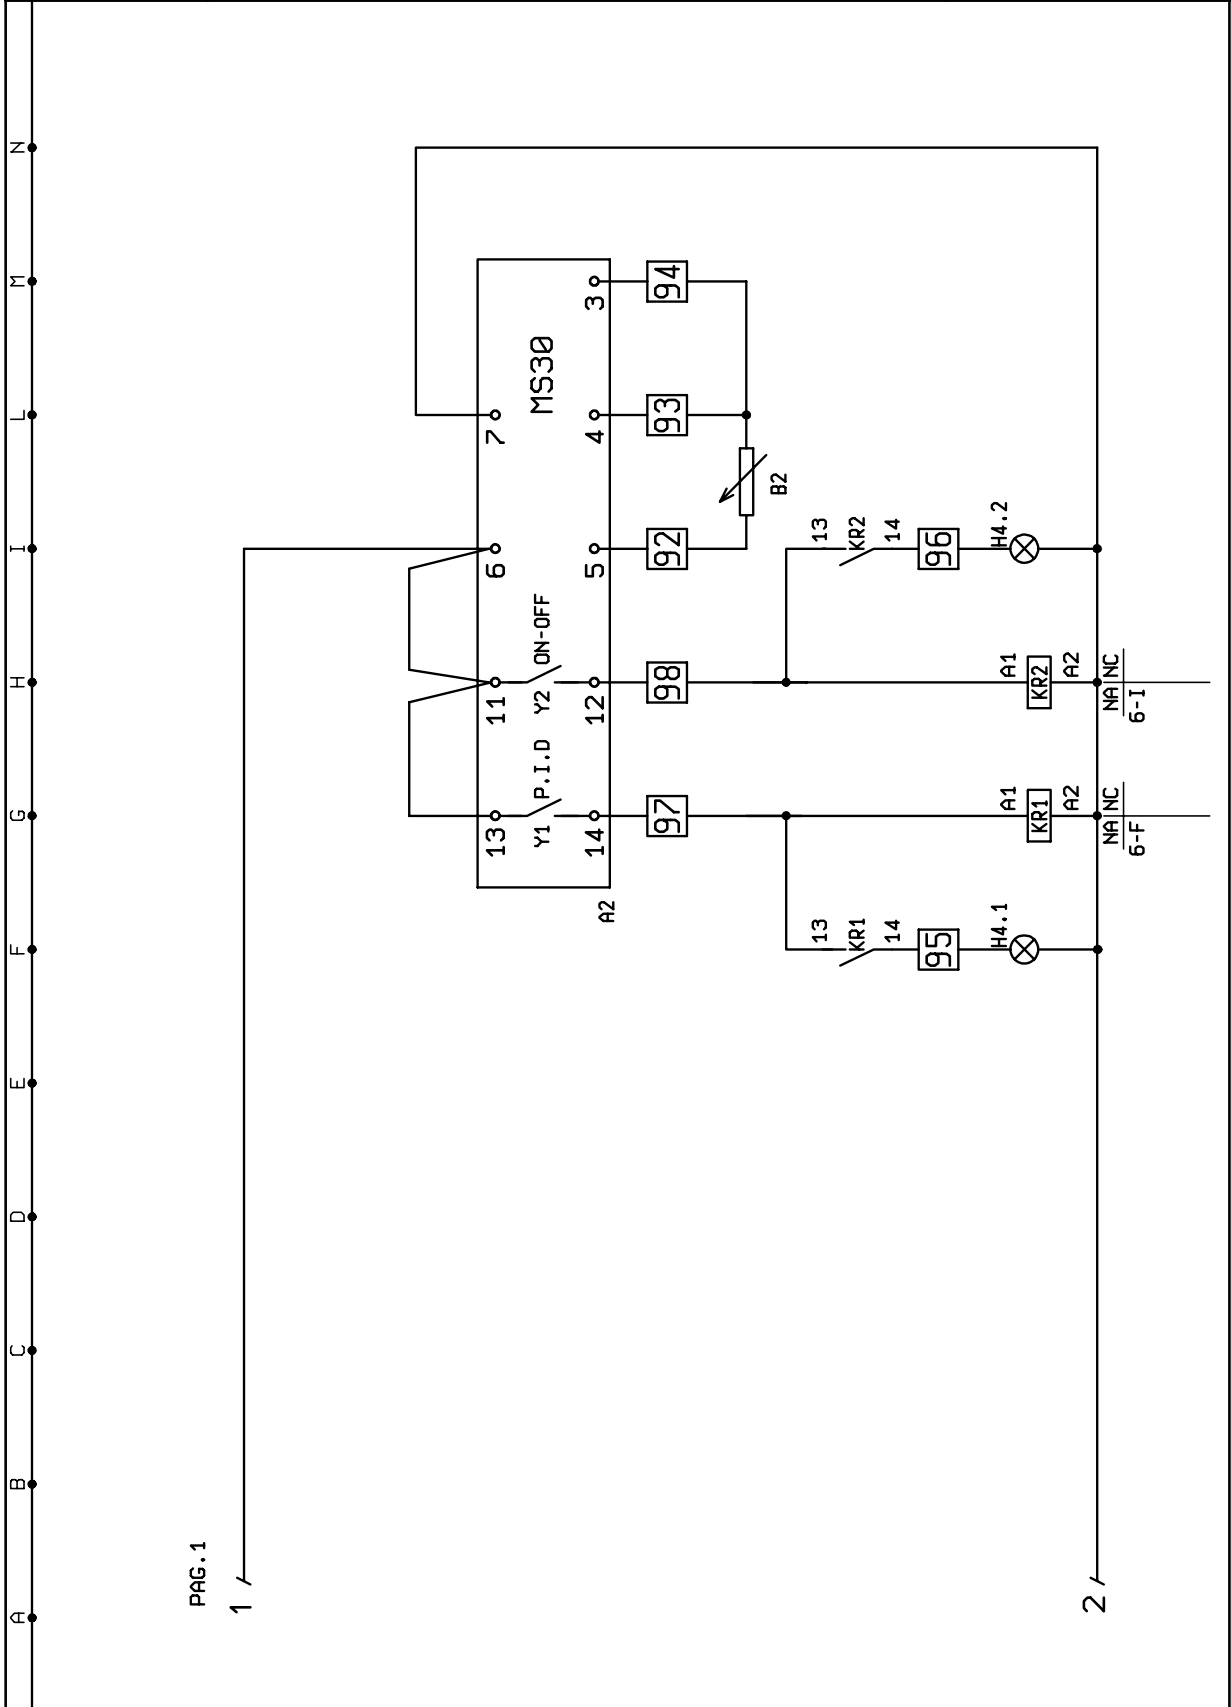 A B C D E F G H I L M N
PAG.1
1
13 11 6 7
Y1 P.I.D Y2 ON-OFF MS30
14 12 5 4 3
A2
97 98 92 93 94
B2
13 13
KR1 KR2
14 14
95 96
H4.1 H4.2
A1 A1
KR1 KR2
A2 A2
2
NA NC NA NC
6-F 6-I